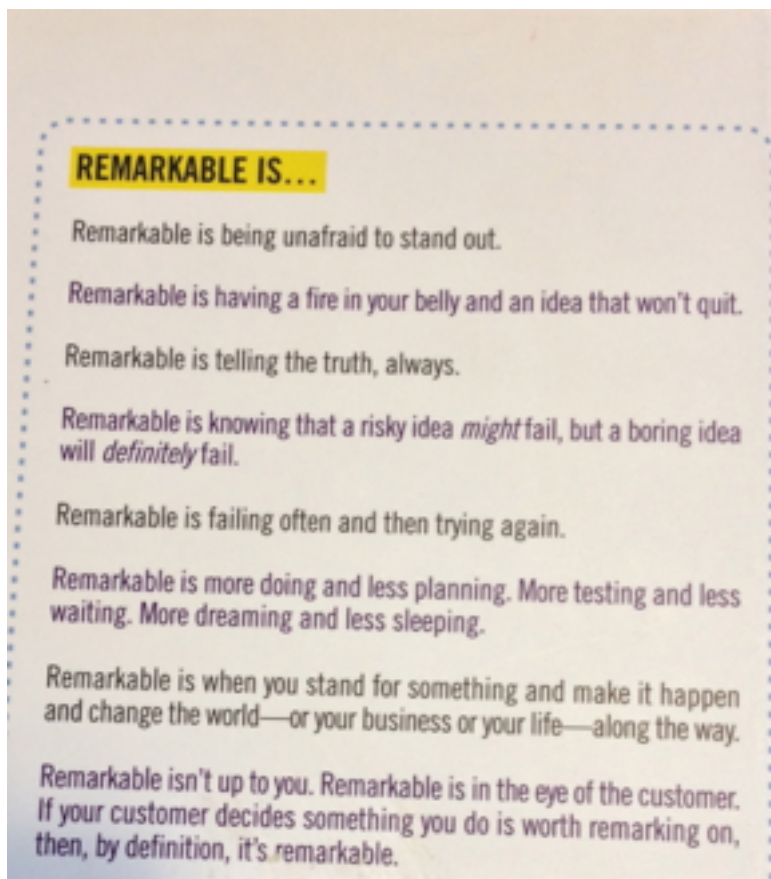 REMARKABLE IS...
Remarkable is being unafraid to stand out.
Remarkable is having a fire in your belly and an idea that won't quit.
Remarkable is telling the truth, always.
Remarkable is knowing that a risky idea might fail, but a boring idea
will definitely fail.
Remarkable is failing often and then trying again.
Remarkable is more doing and less planning. More testing and less
waiting. More dreaming and less sleeping.
Remarkable is when you stand for something and make it happen
and change the world—or your business or your life—along the way.
Remarkable isn't up to you. Remarkable is in the eye of the customer.
If your customer decides something you do is worth remarking on,
then, by definition, it's remarkable.